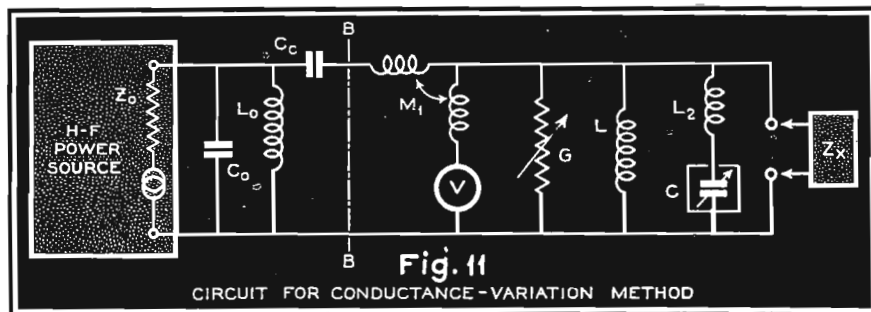 H-F
POWER
SOURCE
Zo
Co
Lo
Cc
B
B
M1
V
G
L
L2
C
Zx
Fig. 11
CIRCUIT FOR CONDUCTANCE-VARIATION METHOD